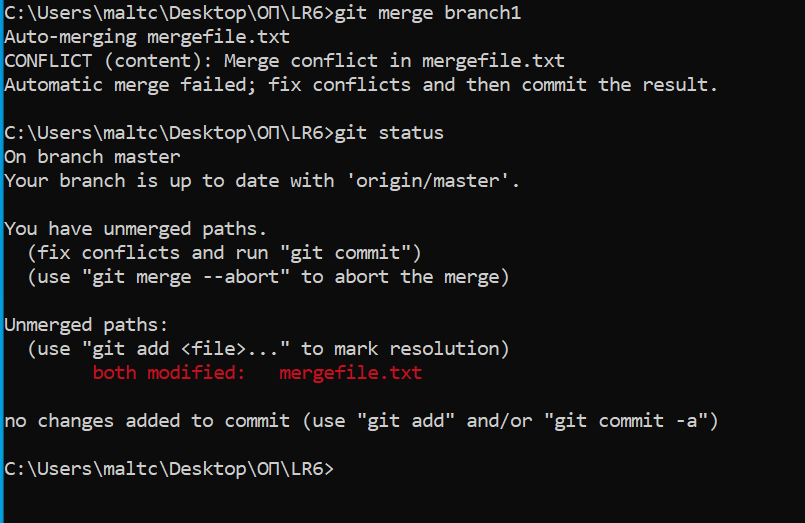 C:\Users\maltc\Desktop\ОП\LR6>git merge branch1
Auto-merging mergefile.txt
CONFLICT (content): Merge conflict in mergefile.txt
Automatic merge failed; fix conflicts and then commit the result.
C:\Users\maltc\Desktop\ОП\LR6>git status
On branch master
Your branch is up to date with 'origin/master'.
You have unmerged paths.
(fix conflicts and run "git commit")
(use "git merge --abort" to abort the merge)
Unmerged paths:
(use "git add <file>..." to mark resolution)
both modified:   mergefile.txt
no changes added to commit (use "git add" and/or "git commit -a")
C:\Users\maltc\Desktop\ОП\LR6>